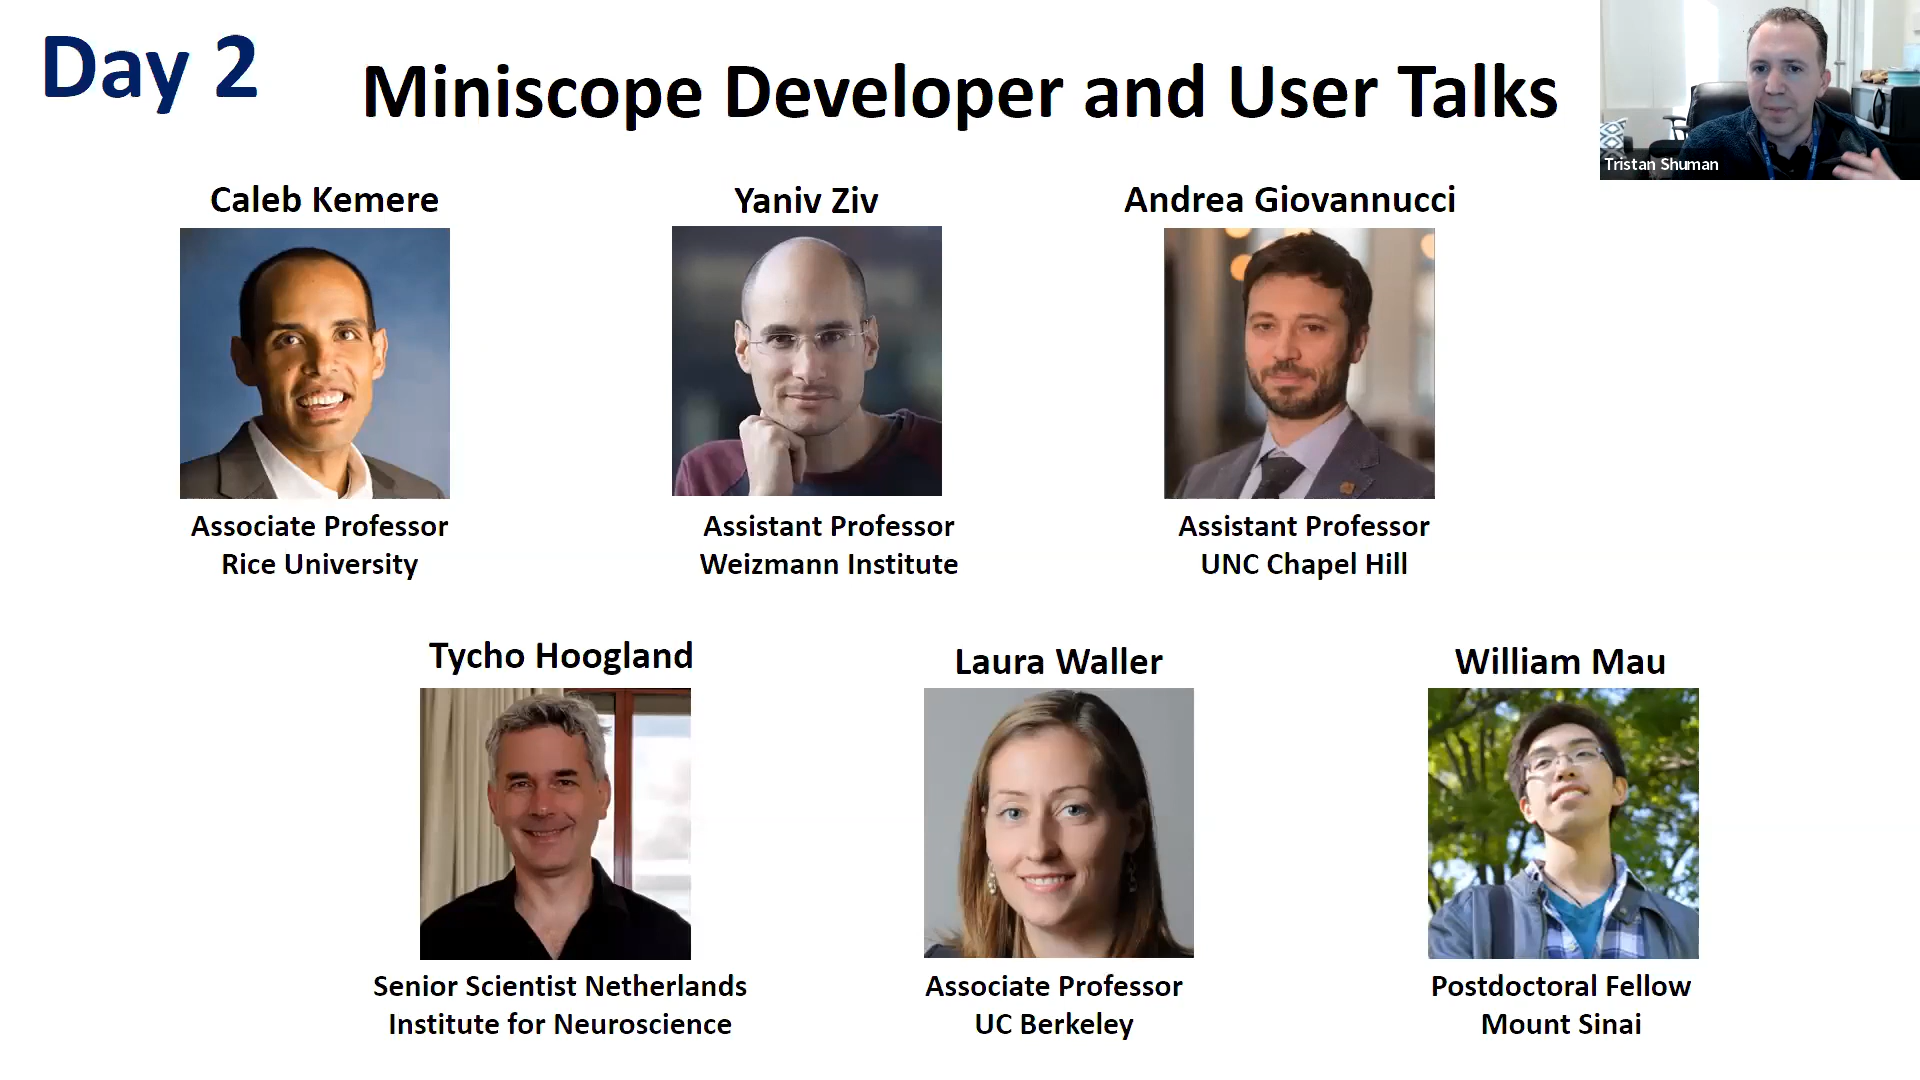 Day 2
Miniscope Developer and User Talks
Tristan Shuman
Caleb Kemere
Yaniv Ziv
Andrea Giovannucci
Associate Professor
Rice University
Assistant Professor
Weizmann Institute
Assistant Professor
UNC Chapel Hill
Tycho Hoogland
Laura Waller
William Mau
Senior Scientist Netherlands
Institute for Neuroscience
Associate Professor
UC Berkeley
Postdoctoral Fellow
Mount Sinai